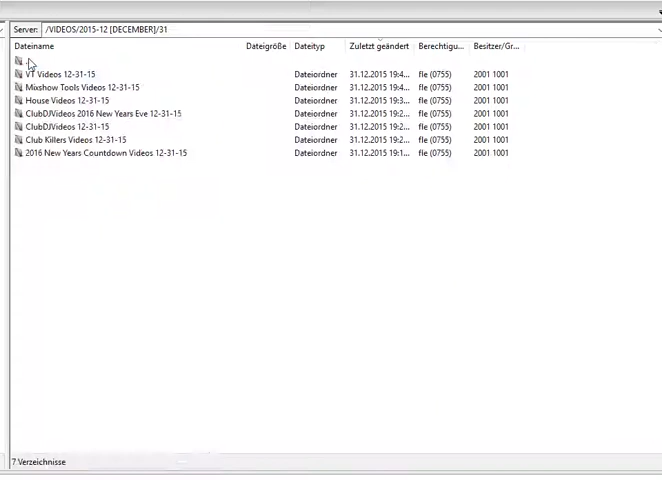 Server: /VIDEOS/2015-12 [DECEMBER]/31
Dateiname Dateigröße Dateityp Zuletzt geändert Berechtigu... Besitzer/Gr...
VT Videos 12-31-15 Dateiordner 31.12.2015 19:4... fle (0755) 2001 1001
Mixshow Tools Videos 12-31-15 Dateiordner 31.12.2015 19:4... fle (0755) 2001 1001
House Videos 12-31-15 Dateiordner 31.12.2015 19:3... fle (0755) 2001 1001
ClubDJVideos 2016 New Years Eve 12-31-15 Dateiordner 31.12.2015 19:2... fle (0755) 2001 1001
ClubDJVideos 12-31-15 Dateiordner 31.12.2015 19:2... fle (0755) 2001 1001
Club Killers Videos 12-31-15 Dateiordner 31.12.2015 19:2... fle (0755) 2001 1001
2016 New Years Countdown Videos 12-31-15 Dateiordner 31.12.2015 19:1... fle (0755) 2001 1001
7 Verzeichnisse